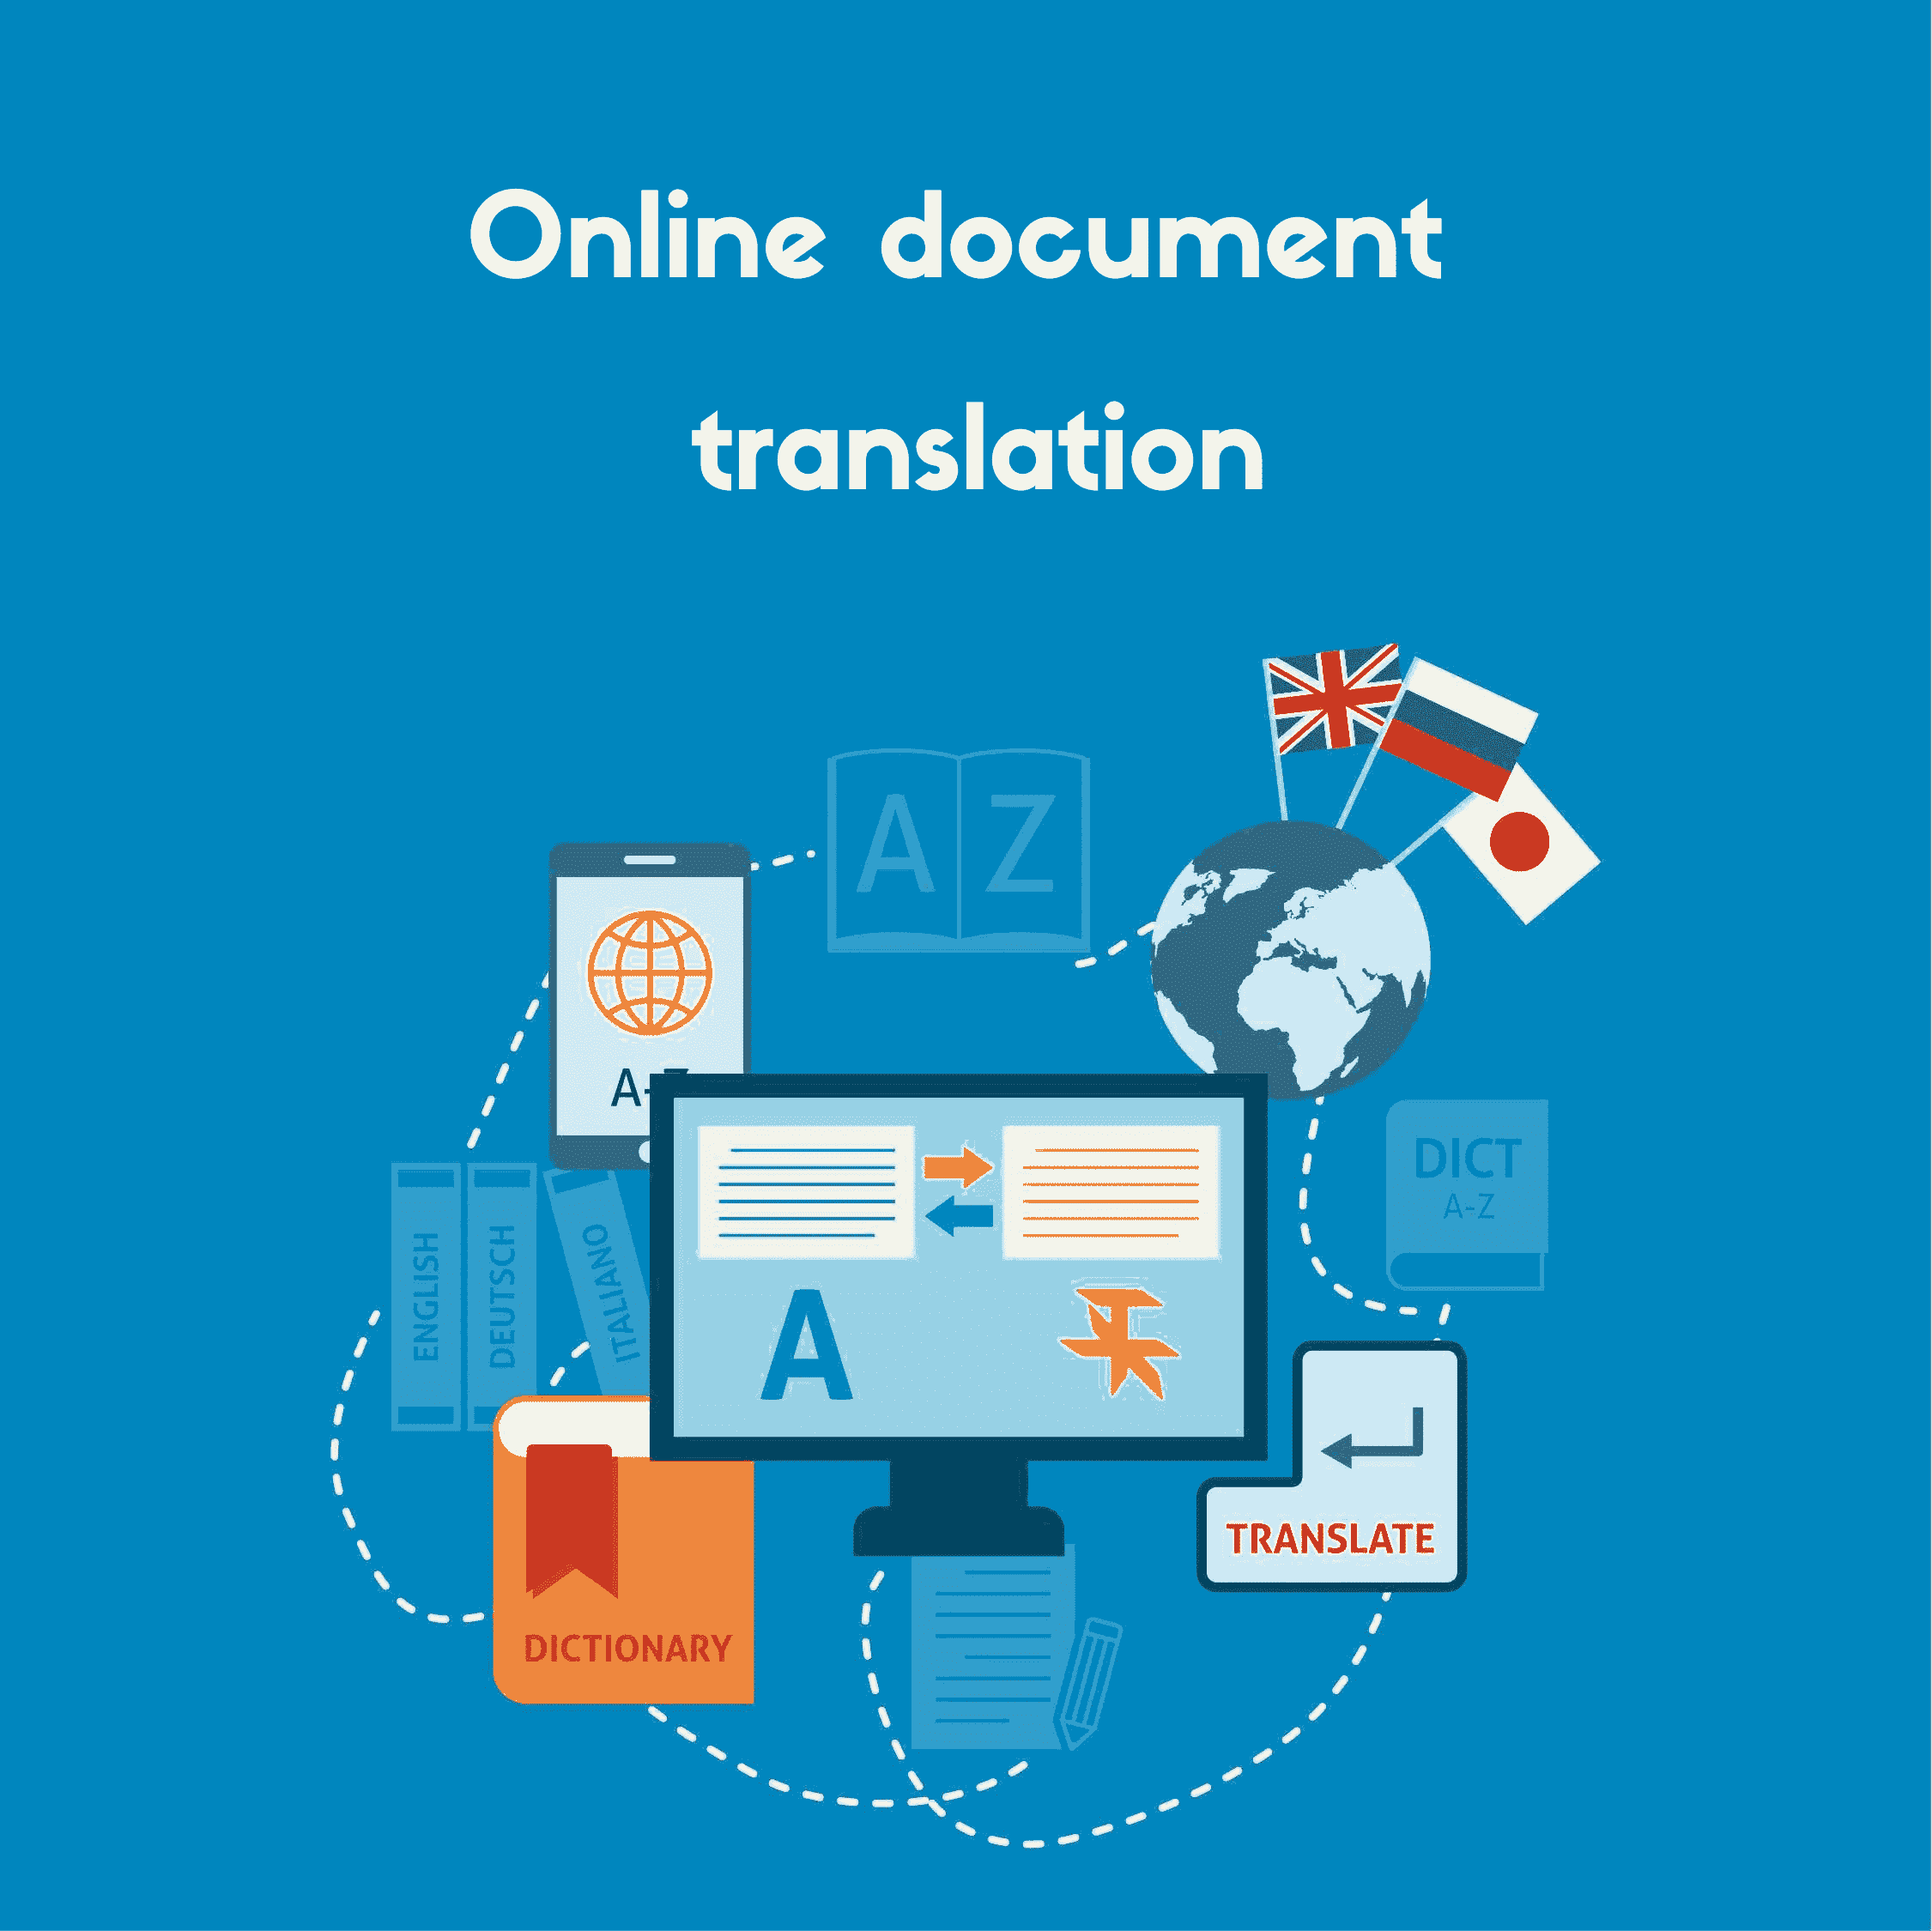 Online document
translation
A Z
A-Z
DICT
A-Z
ENGLISH
DEUTSCH
ITALIANO
A
TRANSLATE
DICTIONARY